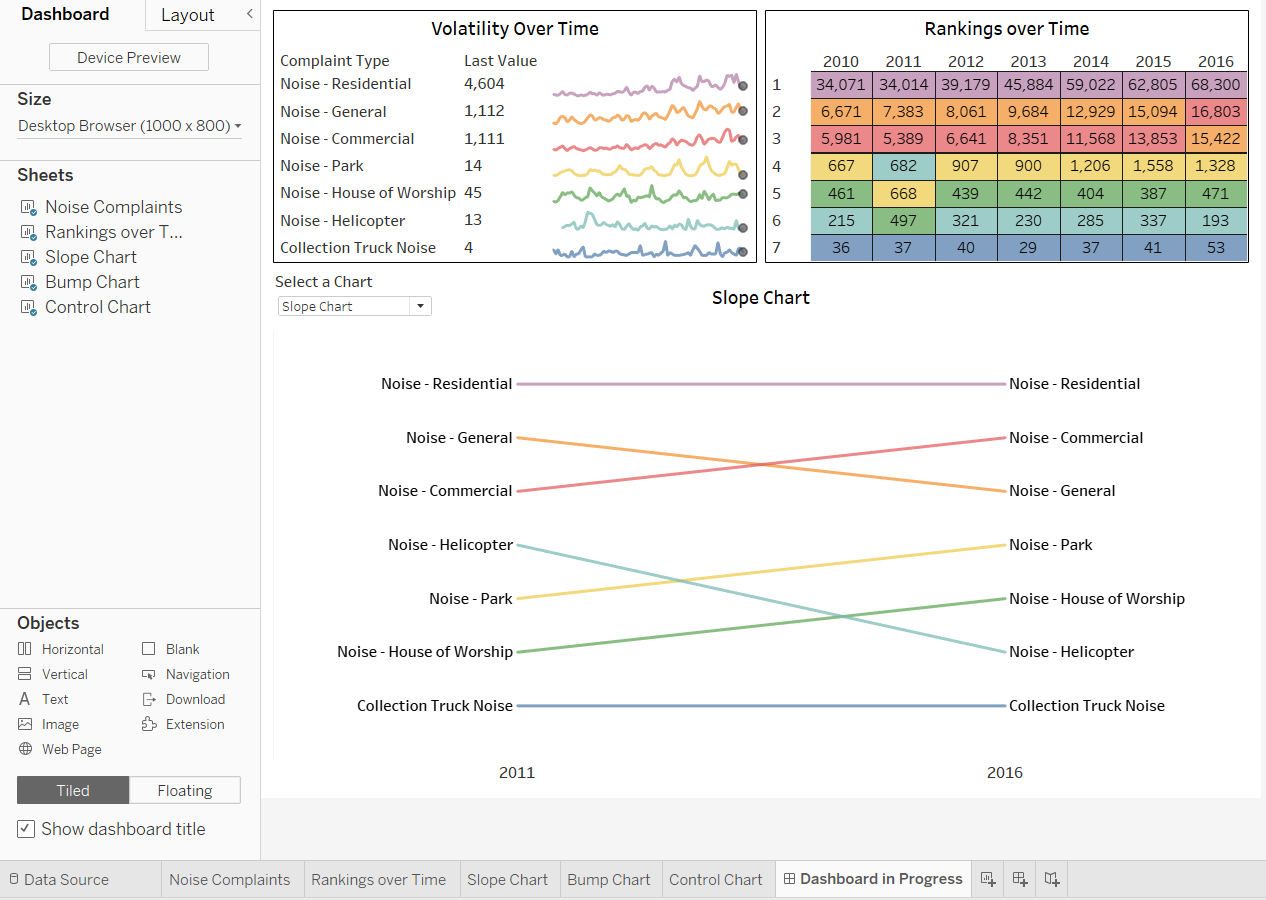 Dashboard
Layout
Device Preview
Size
Desktop Browser (1000 x 800)
Sheets
Noise Complaints
Rankings over T...
Slope Chart
Bump Chart
Control Chart
Objects
Horizontal Blank
Vertical Navigation
Text Download
Image Extension
Web Page
Tiled Floating
Show dashboard title
Volatility Over Time
Complaint Type Last Value
Noise - Residential 4,604
Noise - General 1,112
Noise - Commercial 1,111
Noise - Park 14
Noise - House of Worship 45
Noise - Helicopter 13
Collection Truck Noise 4
Rankings over Time
2010 2011 2012 2013 2014 2015 2016
1 34,071 34,014 39,179 45,884 59,022 62,805 68,300
2 6,671 7,383 8,061 9,684 12,929 15,094 16,803
3 5,981 5,389 6,641 8,351 11,568 13,853 15,422
4 667 682 907 900 1,206 1,558 1,328
5 461 668 439 442 404 387 471
6 215 497 321 230 285 337 193
7 36 37 40 29 37 41 53
Select a Chart
Slope Chart
Slope Chart
Noise - Residential Noise - Residential
Noise - General Noise - Commercial
Noise - Commercial Noise - General
Noise - Helicopter Noise - Park
Noise - Park Noise - House of Worship
Noise - House of Worship Noise - Helicopter
Collection Truck Noise Collection Truck Noise
2011 2016
Data Source Noise Complaints Rankings over Time Slope Chart Bump Chart Control Chart Dashboard in Progress